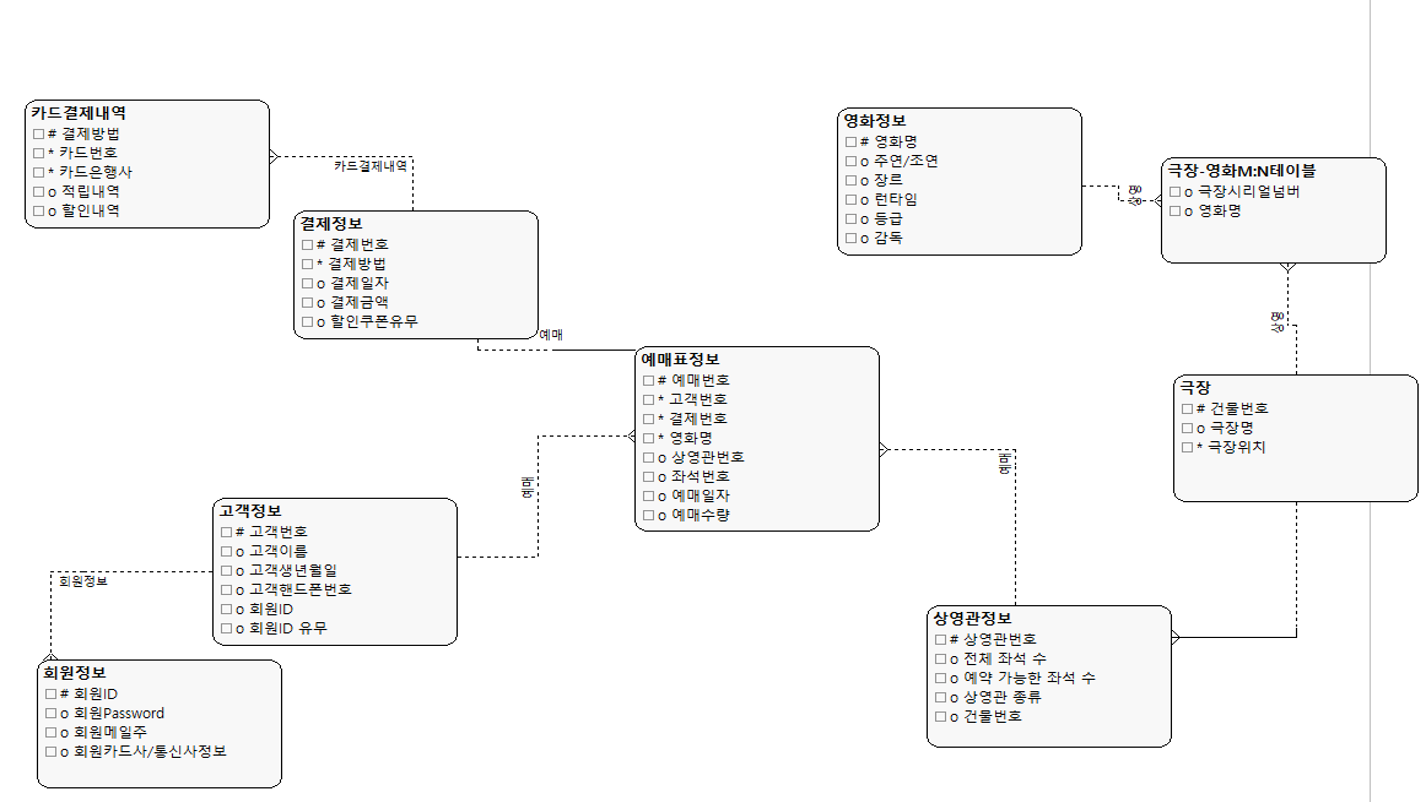 카드결제내역
# 결제방법
* 카드번호
* 카드은행사
o 적립내역
o 할인내역
카드결제내역
결제정보
# 결제번호
* 결제방법
o 결제일자
o 결제금액
o 할인쿠폰유무
예매
영화정보
# 영화명
o 주연/조연
o 장르
o 런타임
o 등급
o 감독
상영
극장-영화M:N테이블
o 극장시리얼넘버
o 영화명
상영
극장
# 건물번호
o 극장명
* 극장위치
예매표정보
# 예매번호
* 고객번호
* 결제번호
* 영화명
o 상영관번호
o 좌석번호
o 예매일자
o 예매수량
예매
고객정보
# 고객번호
o 고객이름
o 고객생년월일
o 고객핸드폰번호
o 회원ID
o 회원ID 유무
회원정보
회원정보
# 회원ID
o 회원Password
o 회원메일주
o 회원카드사/통신사정보
상영관정보
# 상영관번호
o 전체 좌석 수
o 예약 가능한 좌석 수
o 상영관 종류
o 건물번호